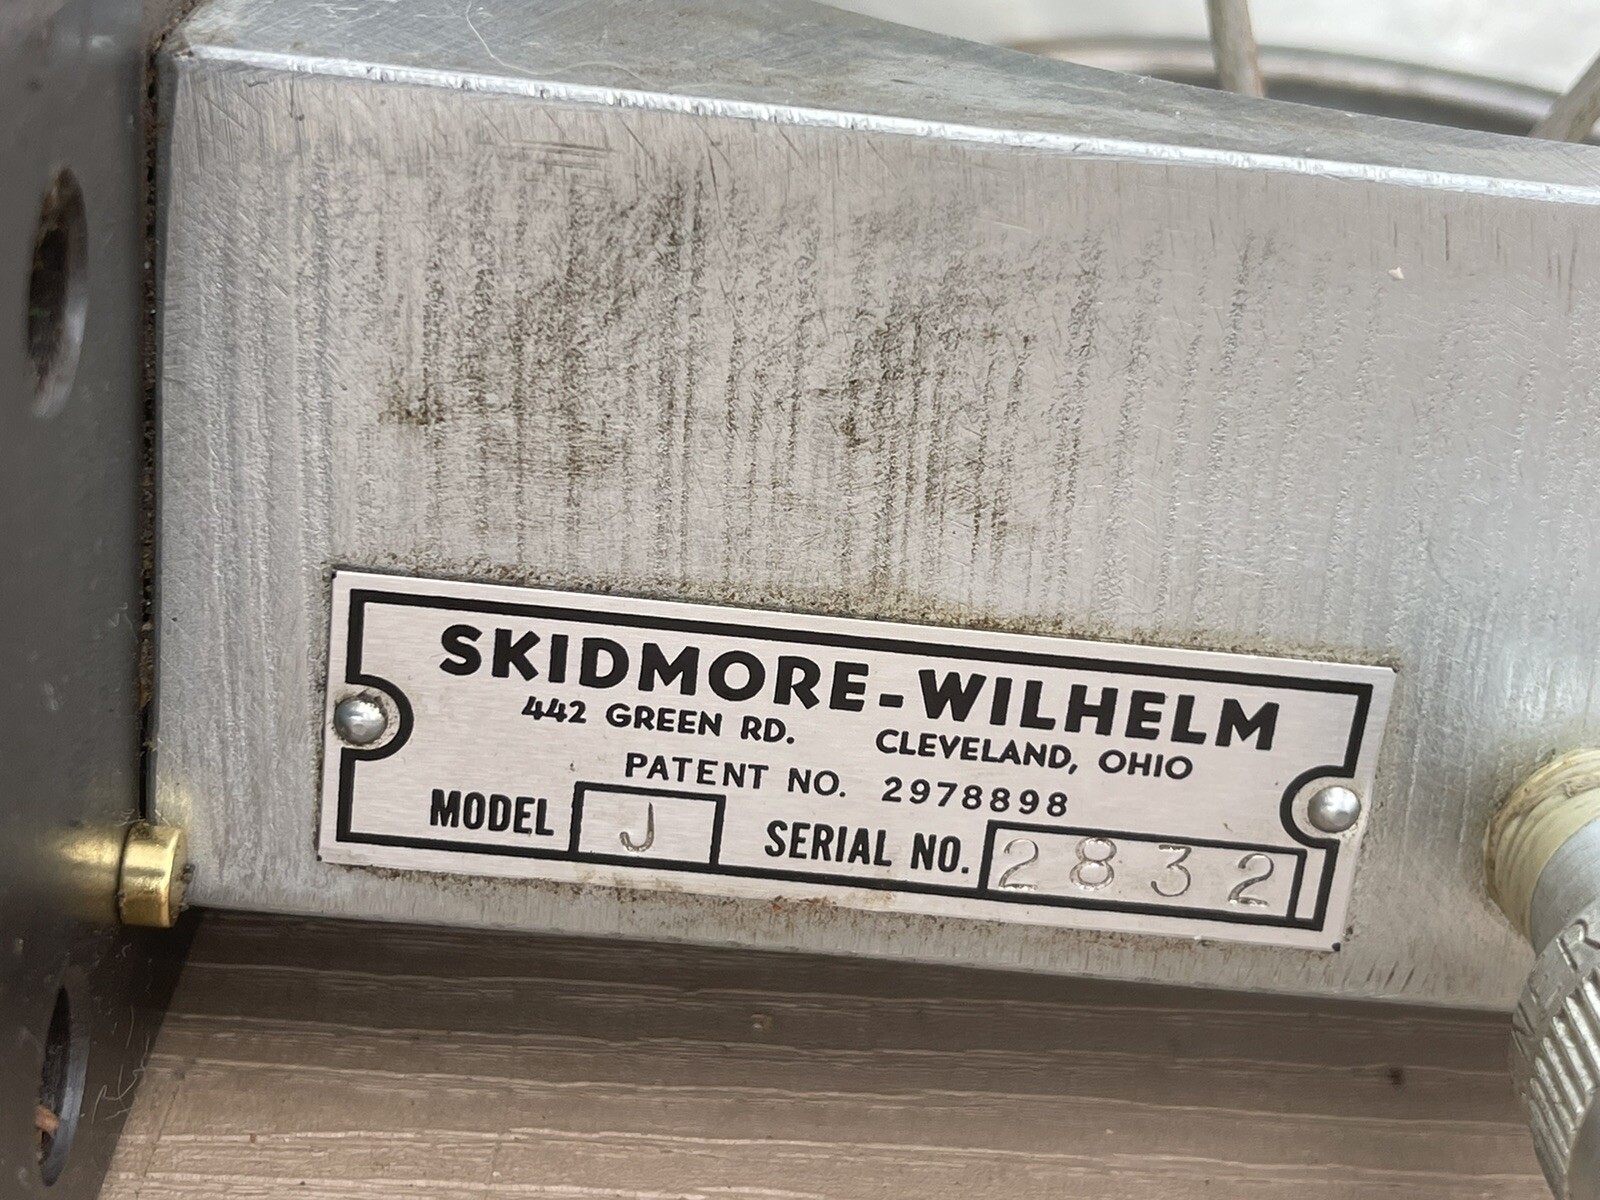 SKIDMORE-WILHELM
442 GREEN RD. CLEVELAND, OHIO
PATENT NO. 2978898
MODEL J SERIAL NO. 2832